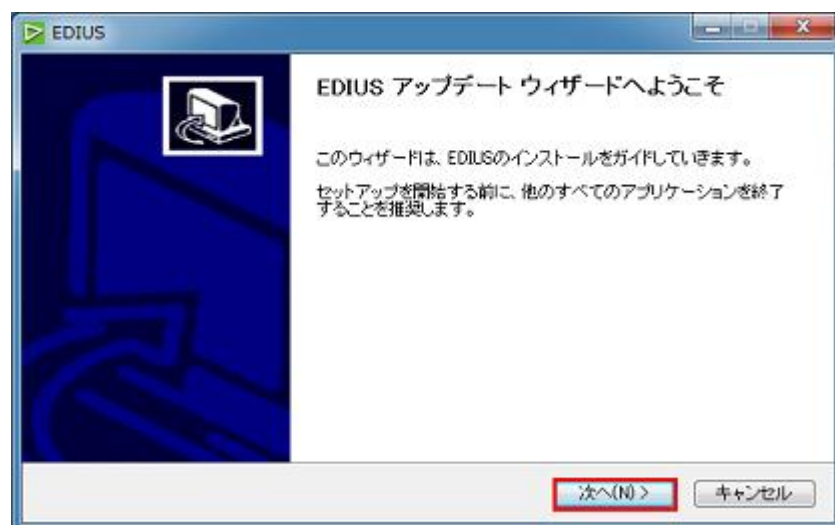 EDIUS
EDIUS アップデート ウィザードへようこそ
このウィザードは、EDIUSのインストールをガイドしていきます。
セットアップを開始する前に、他のすべてのアプリケーションを終了
することを推奨します。
次へ(N) >
キャンセル